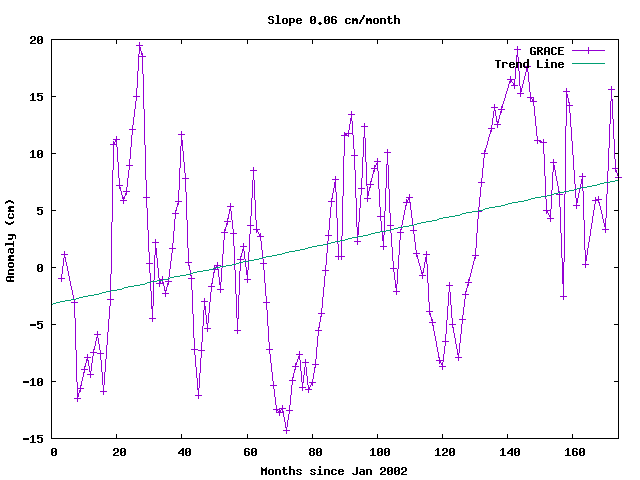 Slope 0.06 cm/month
GRACE
Trend Line
20
15
10
5
0
-5
-10
-15
Anomaly (cm)
0 20 40 60 80 100 120 140 160
Months since Jan 2002